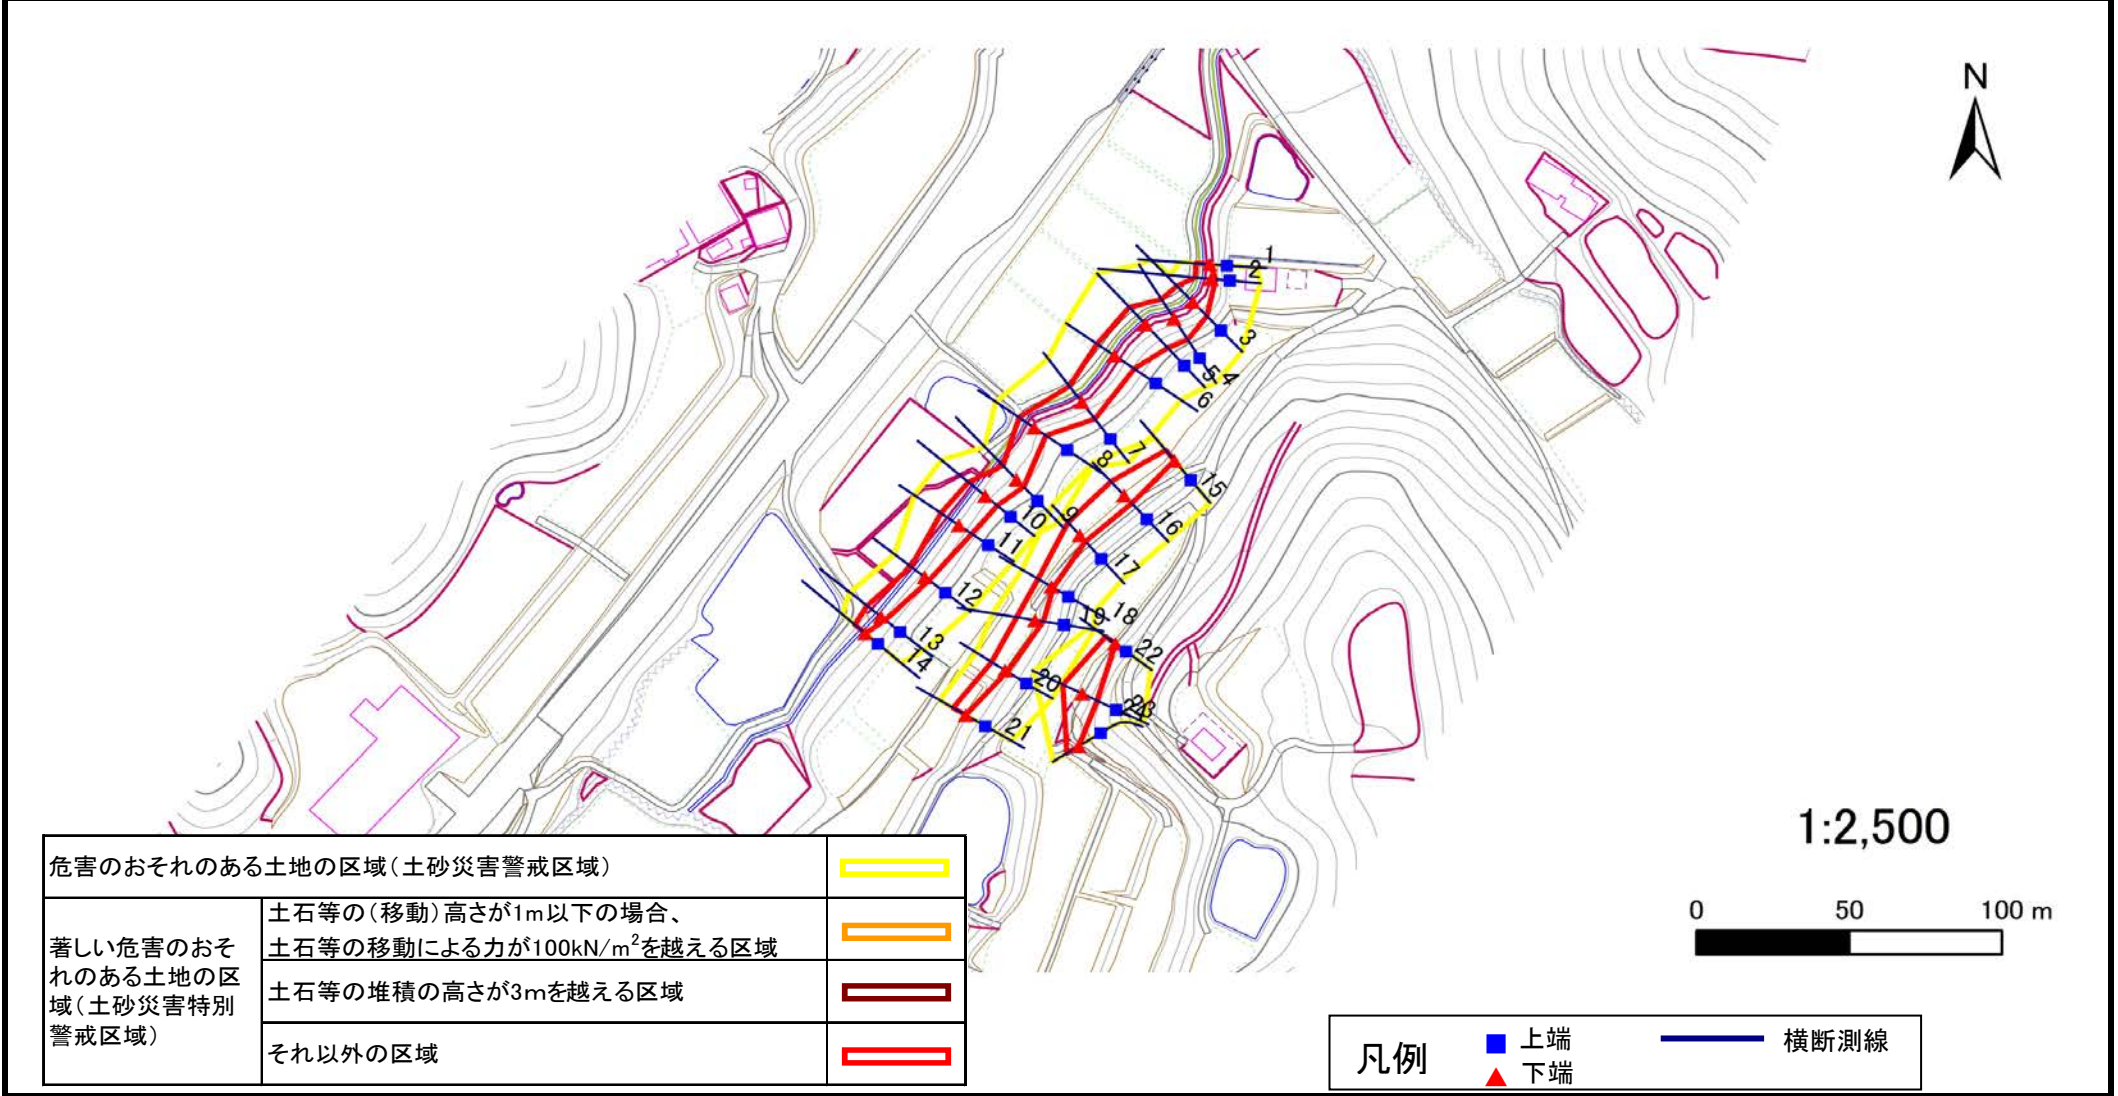 N
1
2
3
4
5
6
7
8
9
10
11
12
13
14
15
16
17
18
19
20
21
22
23
24
1:2,500
0 50 100 m
危害のおそれのある土地の区域(土砂災害警戒区域)
著しい危害のおそ
れのある土地の区
域(土砂災害特別
警戒区域)
土石等の(移動)高さが1m以下の場合、
土石等の移動による力が100kN/m²を越える区域
土石等の堆積の高さが3mを越える区域
それ以外の区域
凡例
上端
下端
横断測線